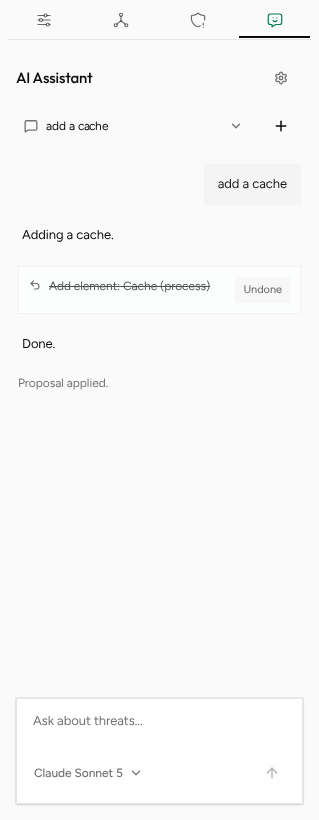 AI Assistant
add a cache
add a cache
Adding a cache.
Add element: Cache (process)
Undone
Done.
Proposal applied.
Ask about threats...
Claude Sonnet 5